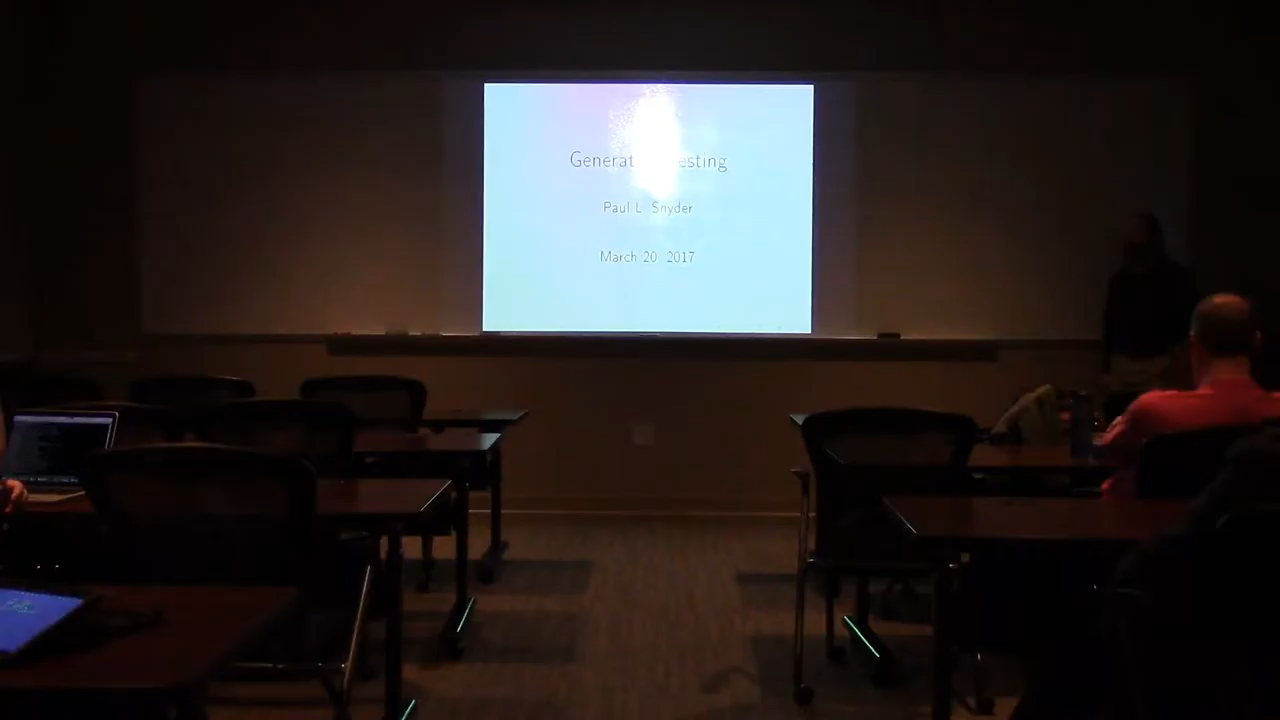 Generat esting
Paul L. Snyder
March 20, 2017